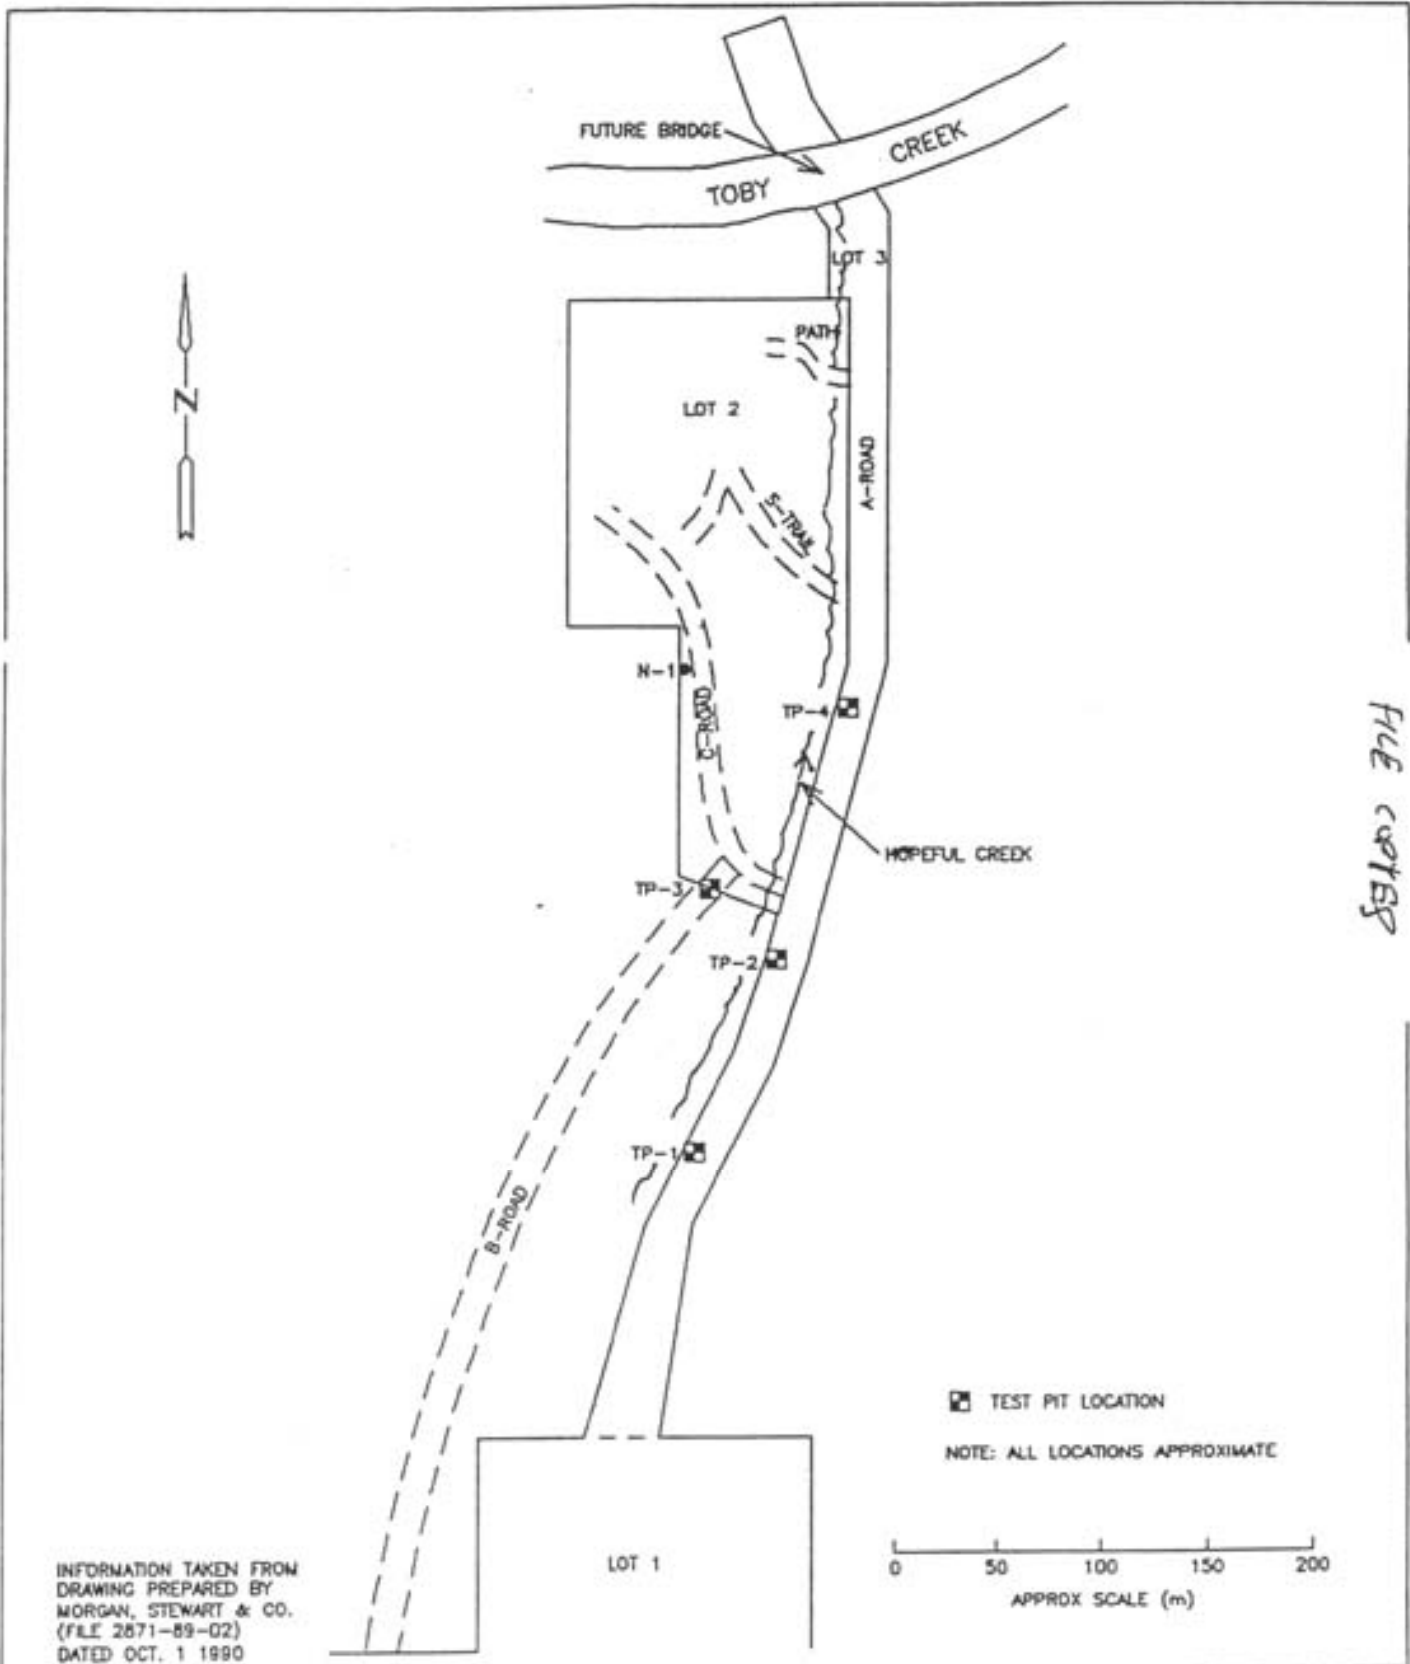 FUTURE BRIDGE
TOBY CREEK
LOT 3
PATH
N
LOT 2
A-ROAD
S-TRAIL
N-1
C-ROAD
TP-4
HOPEFUL CREEK
TP-3
TP-2
TP-1
B-ROAD
TEST PIT LOCATION
NOTE: ALL LOCATIONS APPROXIMATE
LOT 1
0 50 100 150 200
APPROX SCALE (m)
INFORMATION TAKEN FROM
DRAWING PREPARED BY
MORGAN, STEWART & CO.
(FILE 2871-89-02)
DATED OCT. 1 1990
FILE